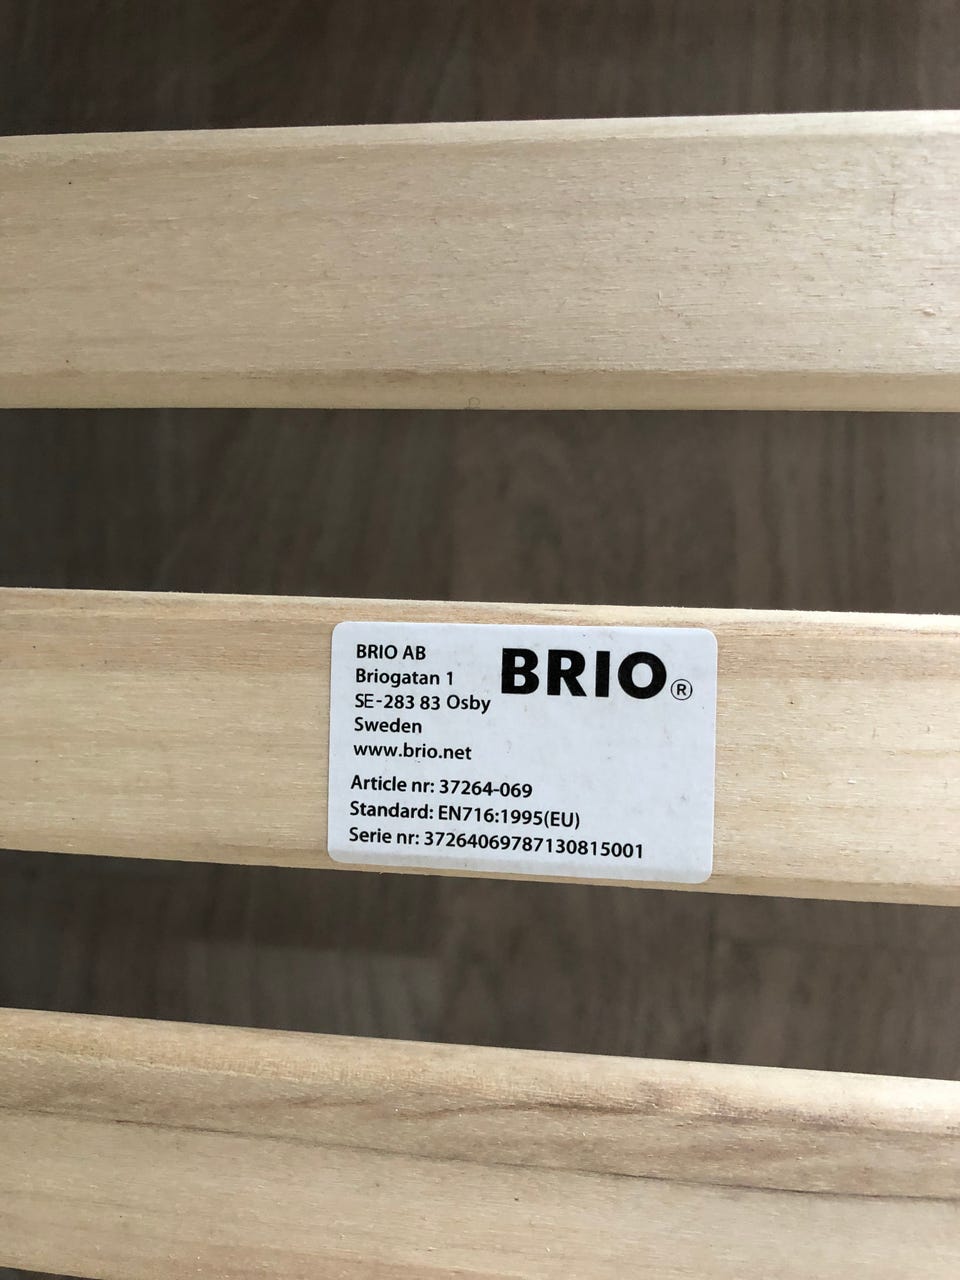 BRIO AB
Briogatan 1
SE-283 83 Osby
Sweden
www.brio.net
BRIO®
Article nr: 37264-069
Standard: EN716:1995(EU)
Serie nr: 37264069787130815001